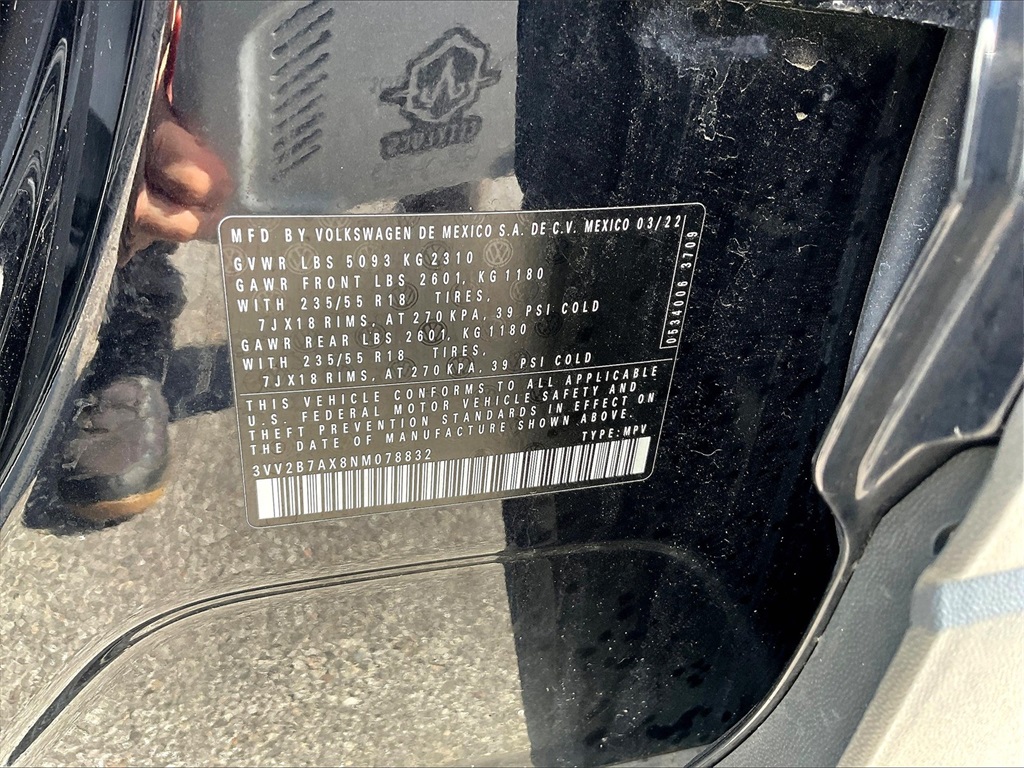 MFD BY VOLKSWAGEN DE MEXICO S.A. DE C.V. MEXICO 03/22
GVWR LBS 5093 KG 2310
GAWR FRONT LBS 2601, KG 1180
WITH 235/55 R18 TIRES,
7JX18 RIMS, AT 270 KPA, 39 PSI COLD
GAWR REAR LBS 2601, KG 1180
WITH 235/55 R18 TIRES,
7JX18 RIMS, AT 270 KPA, 39 PSI COLD
THIS VEHICLE CONFORMS TO ALL APPLICABLE
U.S. FEDERAL MOTOR VEHICLE SAFETY AND
THEFT PREVENTION STANDARDS IN EFFECT ON
THE DATE OF MANUFACTURE SHOWN ABOVE.
3VV2B7AX8NM078832 TYPE: MPV
0534006 3709